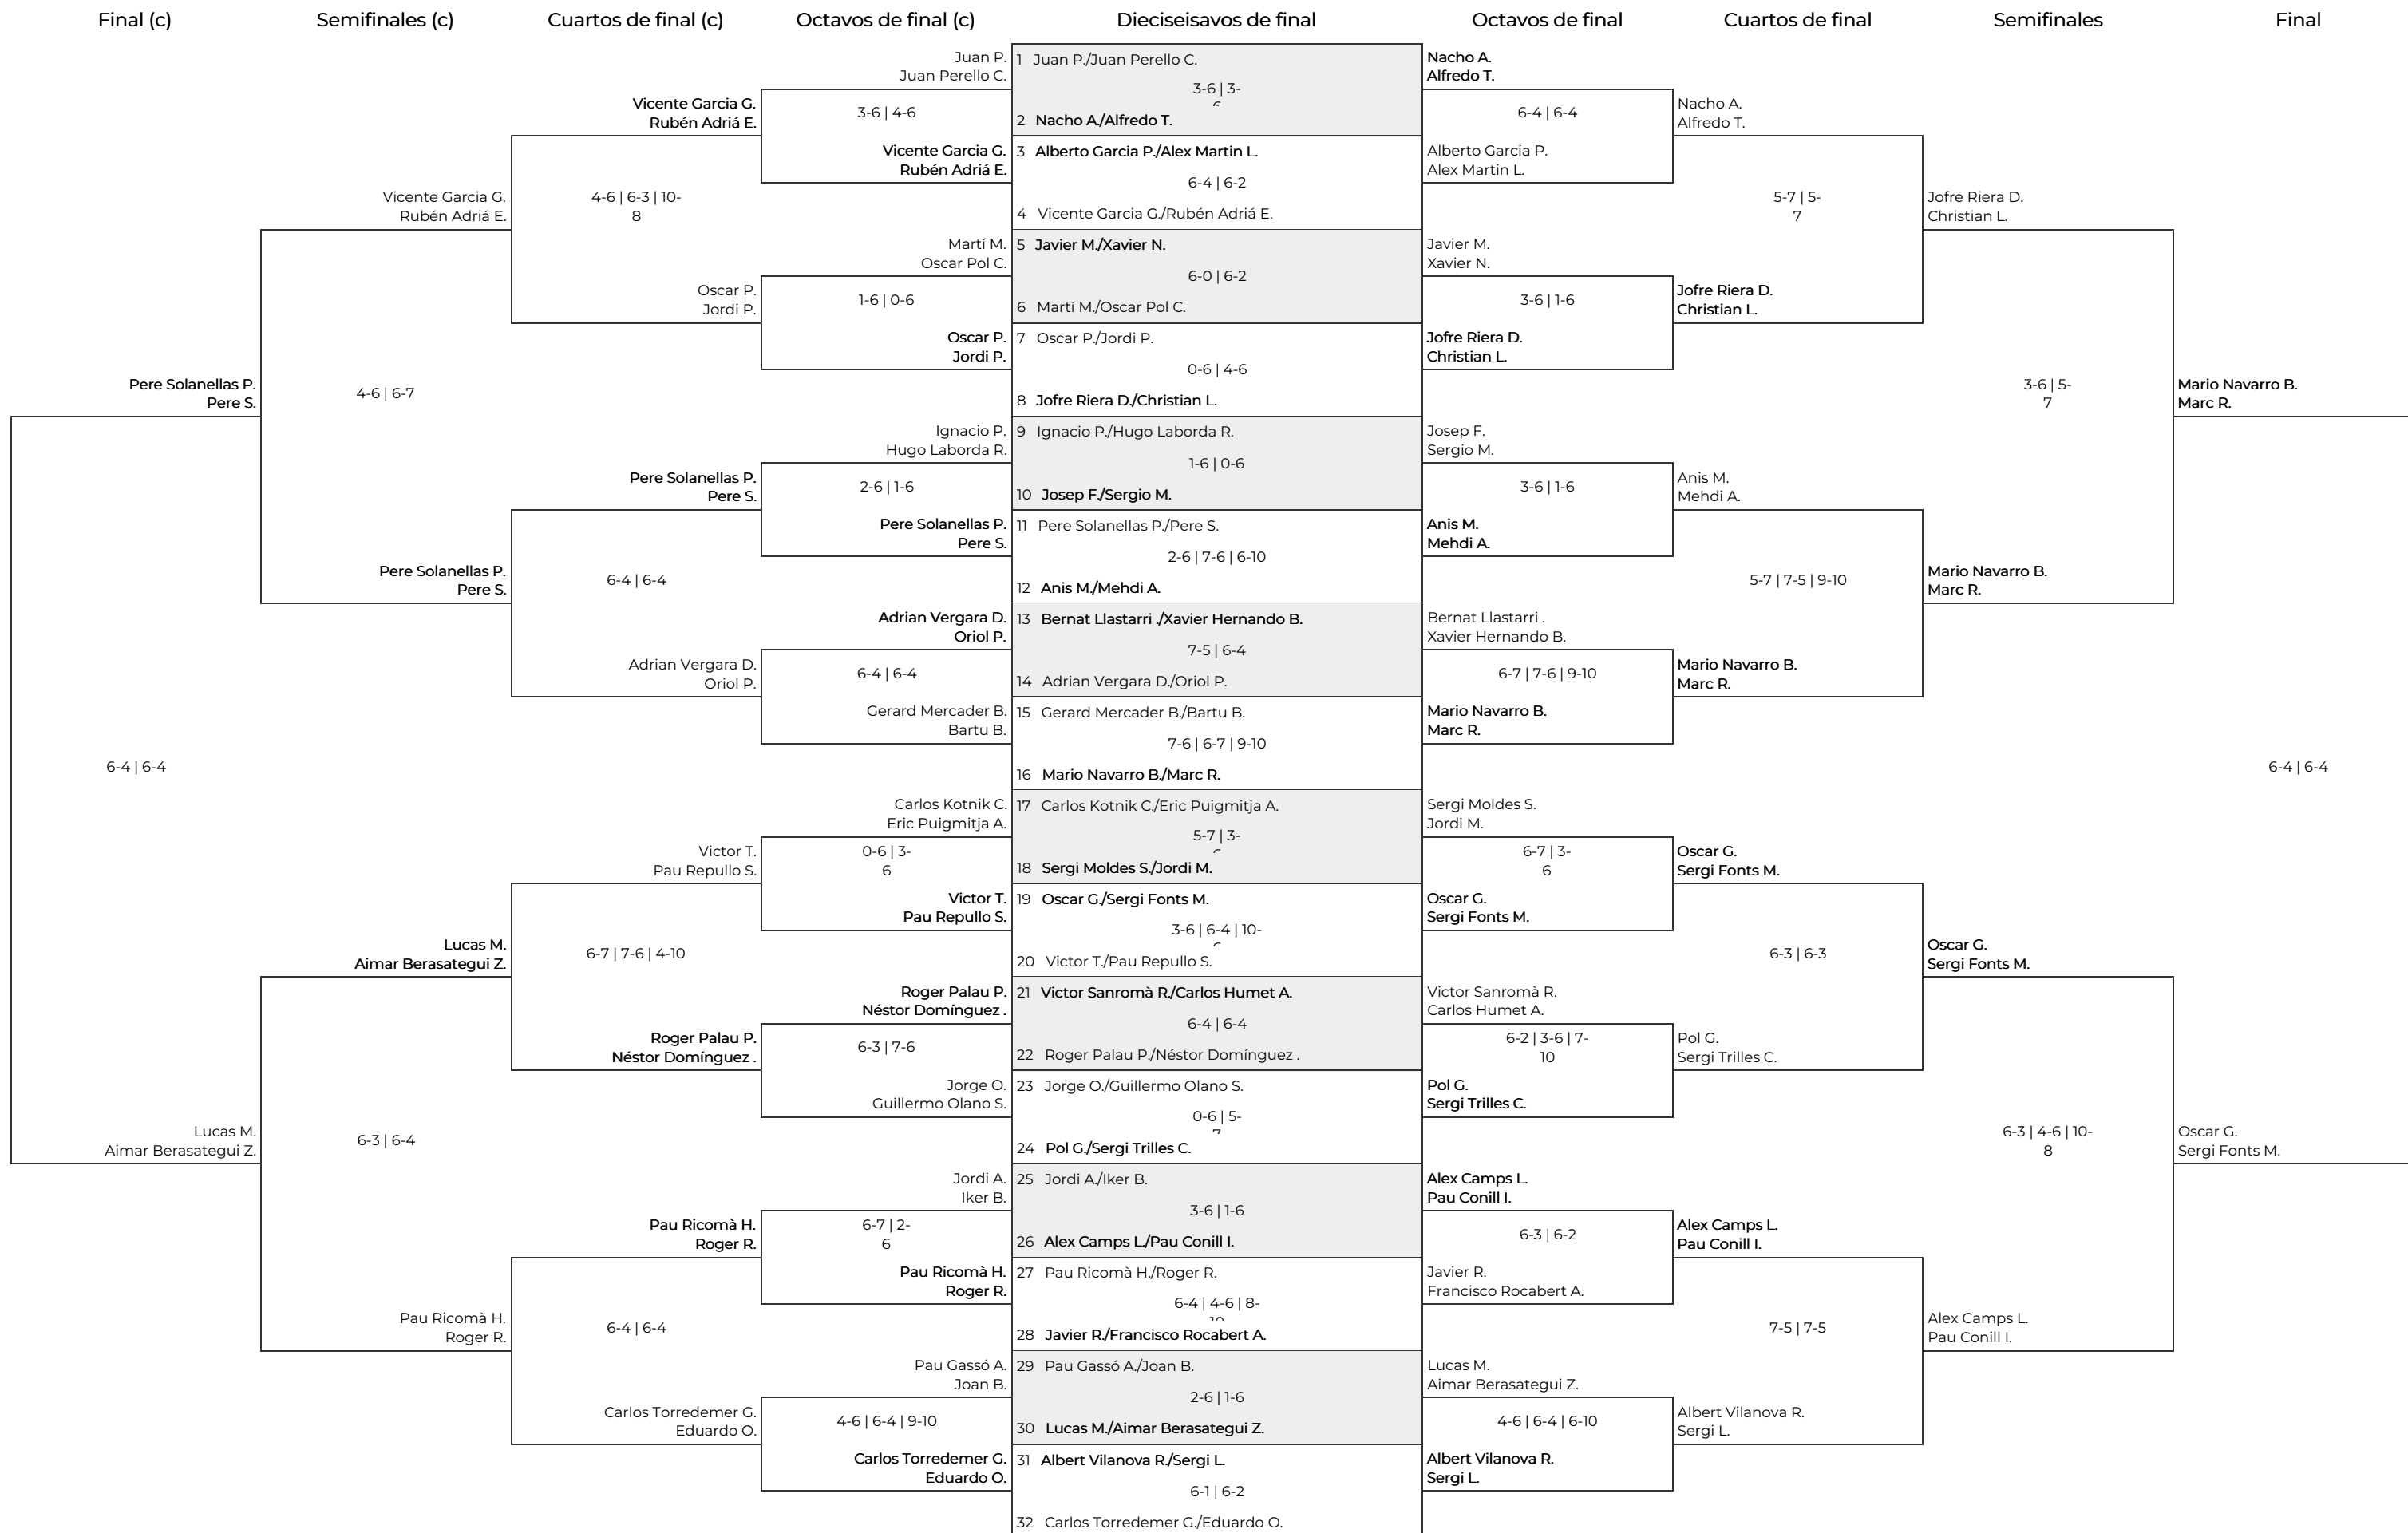 Final (c)
Semifinales (c)
Cuartos de final (c)
Octavos de final (c)
Dieciseisavos de final
Octavos de final
Cuartos de final
Semifinales
Final
Pere Solanellas P.
Pere S.
6-4 | 6-4
Lucas M.
Aimar Berasategui Z.
Vicente Garcia G.
Rubén Adriá E.
4-6 | 6-7
Pere Solanellas P.
Pere S.
Lucas M.
Aimar Berasategui Z.
6-3 | 6-4
Pau Ricomà H.
Roger R.
Vicente Garcia G.
Rubén Adriá E.
4-6 | 6-3 | 10-
8
Oscar P.
Jordi P.
Pere Solanellas P.
Pere S.
6-4 | 6-4
Adrian Vergara D.
Oriol P.
Victor T.
Pau Repullo S.
6-7 | 7-6 | 4-10
Roger Palau P.
Néstor Domínguez .
Pau Ricomà H.
Roger R.
6-4 | 6-4
Carlos Torredemer G.
Eduardo O.
Juan P.
Juan Perello C.
3-6 | 4-6
Vicente Garcia G.
Rubén Adriá E.
Martí M.
Oscar Pol C.
1-6 | 0-6
Oscar P.
Jordi P.
Ignacio P.
Hugo Laborda R.
2-6 | 1-6
Pere Solanellas P.
Pere S.
Adrian Vergara D.
Oriol P.
6-4 | 6-4
Gerard Mercader B.
Bartu B.
Carlos Kotnik C.
Eric Puigmitja A.
0-6 | 3-
6
Victor T.
Pau Repullo S.
Roger Palau P.
Néstor Domínguez .
6-3 | 7-6
Jorge O.
Guillermo Olano S.
Jordi A.
Iker B.
6-7 | 2-
6
Pau Ricomà H.
Roger R.
Pau Gassó A.
Joan B.
4-6 | 6-4 | 9-10
Carlos Torredemer G.
Eduardo O.
1 Juan P./Juan Perello C.
3-6 | 3-
2 Nacho A./Alfredo T.
3 Alberto Garcia P./Alex Martin L.
6-4 | 6-2
4 Vicente Garcia G./Rubén Adriá E.
5 Javier M./Xavier N.
6-0 | 6-2
6 Martí M./Oscar Pol C.
7 Oscar P./Jordi P.
0-6 | 4-6
8 Jofre Riera D./Christian L.
9 Ignacio P./Hugo Laborda R.
1-6 | 0-6
10 Josep F./Sergio M.
11 Pere Solanellas P./Pere S.
2-6 | 7-6 | 6-10
12 Anis M./Mehdi A.
13 Bernat Llastarri ./Xavier Hernando B.
7-5 | 6-4
14 Adrian Vergara D./Oriol P.
15 Gerard Mercader B./Bartu B.
7-6 | 6-7 | 9-10
16 Mario Navarro B./Marc R.
17 Carlos Kotnik C./Eric Puigmitja A.
5-7 | 3-
18 Sergi Moldes S./Jordi M.
19 Oscar G./Sergi Fonts M.
3-6 | 6-4 | 10-
20 Victor T./Pau Repullo S.
21 Victor Sanromà R./Carlos Humet A.
6-4 | 6-4
22 Roger Palau P./Néstor Domínguez .
23 Jorge O./Guillermo Olano S.
0-6 | 5-
24 Pol G./Sergi Trilles C.
25 Jordi A./Iker B.
3-6 | 1-6
26 Alex Camps L./Pau Conill I.
27 Pau Ricomà H./Roger R.
6-4 | 4-6 | 8-
28 Javier R./Francisco Rocabert A.
29 Pau Gassó A./Joan B.
2-6 | 1-6
30 Lucas M./Aimar Berasategui Z.
31 Albert Vilanova R./Sergi L.
6-1 | 6-2
32 Carlos Torredemer G./Eduardo O.
Nacho A.
Alfredo T.
6-4 | 6-4
Alberto Garcia P.
Alex Martin L.
Javier M.
Xavier N.
3-6 | 1-6
Jofre Riera D.
Christian L.
Josep F.
Sergio M.
3-6 | 1-6
Anis M.
Mehdi A.
Bernat Llastarri .
Xavier Hernando B.
6-7 | 7-6 | 9-10
Mario Navarro B.
Marc R.
Sergi Moldes S.
Jordi M.
6-7 | 3-
6
Oscar G.
Sergi Fonts M.
Victor Sanromà R.
Carlos Humet A.
6-2 | 3-6 | 7-
10
Pol G.
Sergi Trilles C.
Alex Camps L.
Pau Conill I.
6-3 | 6-2
Javier R.
Francisco Rocabert A.
Lucas M.
Aimar Berasategui Z.
4-6 | 6-4 | 6-10
Albert Vilanova R.
Sergi L.
Nacho A.
Alfredo T.
5-7 | 5-
7
Jofre Riera D.
Christian L.
Anis M.
Mehdi A.
5-7 | 7-5 | 9-10
Mario Navarro B.
Marc R.
Oscar G.
Sergi Fonts M.
6-3 | 6-3
Pol G.
Sergi Trilles C.
Alex Camps L.
Pau Conill I.
7-5 | 7-5
Albert Vilanova R.
Sergi L.
Jofre Riera D.
Christian L.
3-6 | 5-
7
Mario Navarro B.
Marc R.
Oscar G.
Sergi Fonts M.
6-3 | 4-6 | 10-
8
Alex Camps L.
Pau Conill I.
Mario Navarro B.
Marc R.
6-4 | 6-4
Oscar G.
Sergi Fonts M.